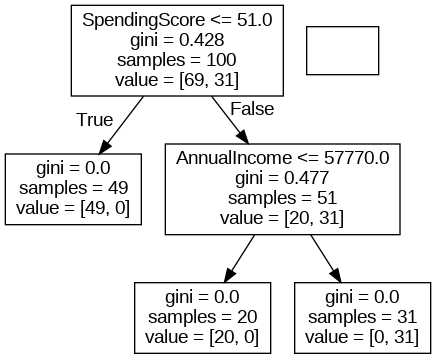 SpendingScore <= 51.0
gini = 0.428
samples = 100
value = [69, 31]
True
False
gini = 0.0
samples = 49
value = [49, 0]
AnnualIncome <= 57770.0
gini = 0.477
samples = 51
value = [20, 31]
gini = 0.0
samples = 20
value = [20, 0]
gini = 0.0
samples = 31
value = [0, 31]